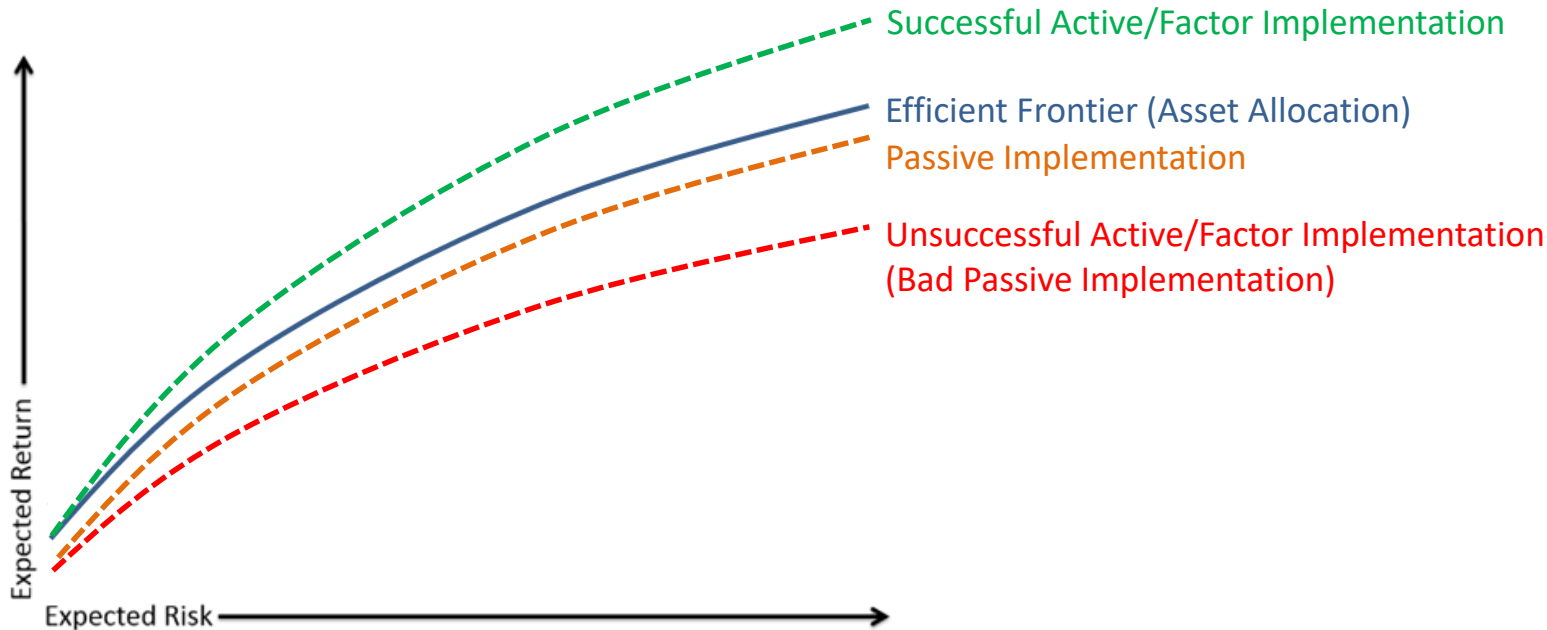 Successful Active/Factor Implementation
Efficient Frontier (Asset Allocation)
Passive Implementation
Unsuccessful Active/Factor Implementation
(Bad Passive Implementation)
Expected Return
Expected Risk